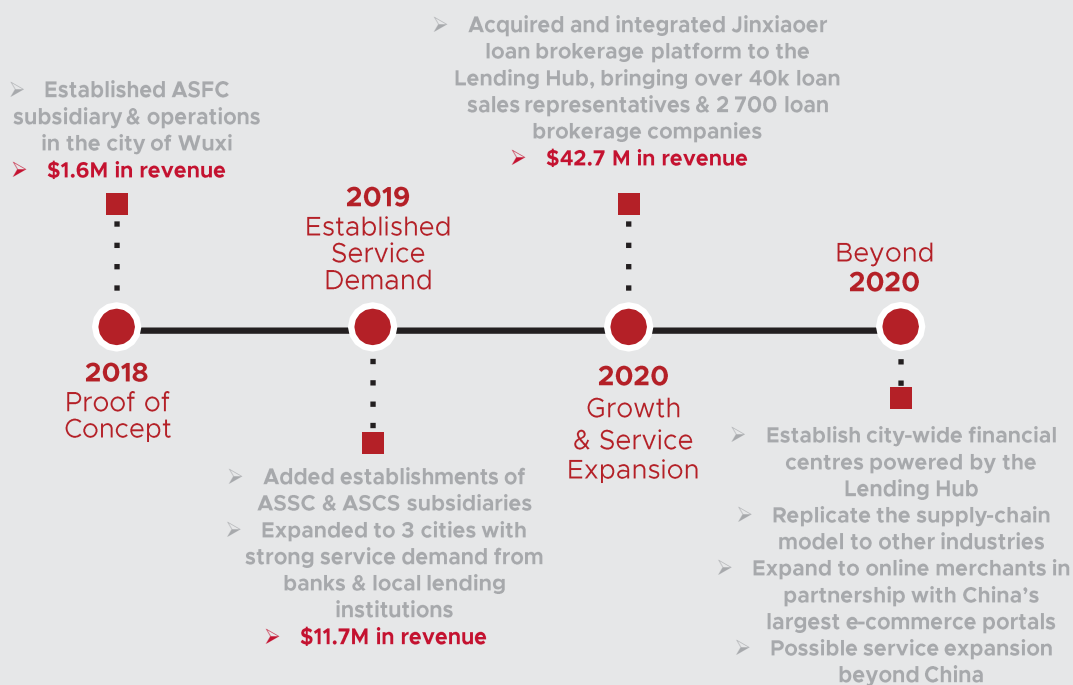 ➢ Established ASFC
subsidiary & operations
in the city of Wuxi
➢ $1.6M in revenue
2018
Proof of
Concept
2019
Established
Service
Demand
➢ Added establishments of
ASSC & ASCS subsidiaries
➢ Expanded to 3 cities with
strong service demand from
banks & local lending
institutions
➢ $11.7M in revenue
➢ Acquired and integrated Jinxiaoer
loan brokerage platform to the
Lending Hub, bringing over 40k loan
sales representatives & 2 700 loan
brokerage companies
➢ $42.7 M in revenue
2020
Growth
& Service
Expansion
Beyond
2020
➢ Establish city-wide financial
centres powered by the
Lending Hub
➢ Replicate the supply-chain
model to other industries
➢ Expand to online merchants in
partnership with China’s
largest e-commerce portals
➢ Possible service expansion
beyond China